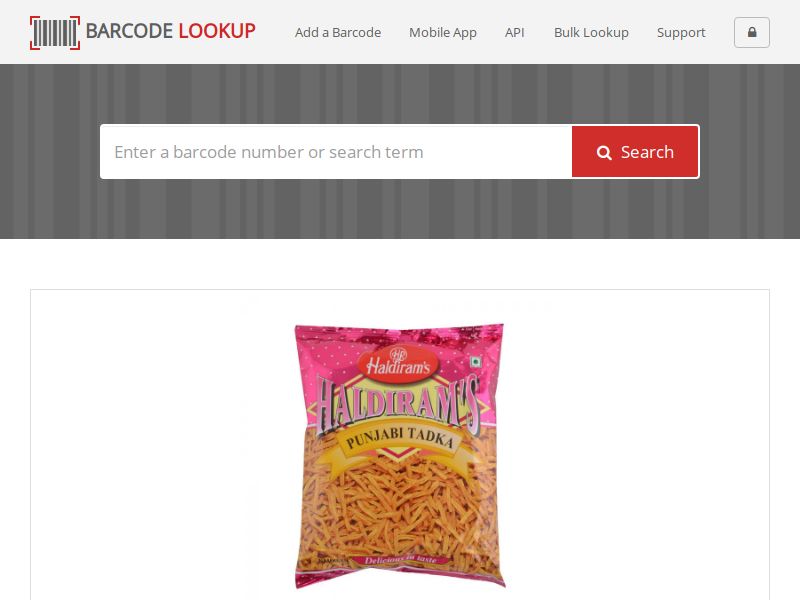 BARCODE LOOKUP
Add a Barcode
Mobile App
API
Bulk Lookup
Support
Enter a barcode number or search term
Search
Haldiram's
HALDIRAM'S
PUNJABI TADKA
Delicious in taste